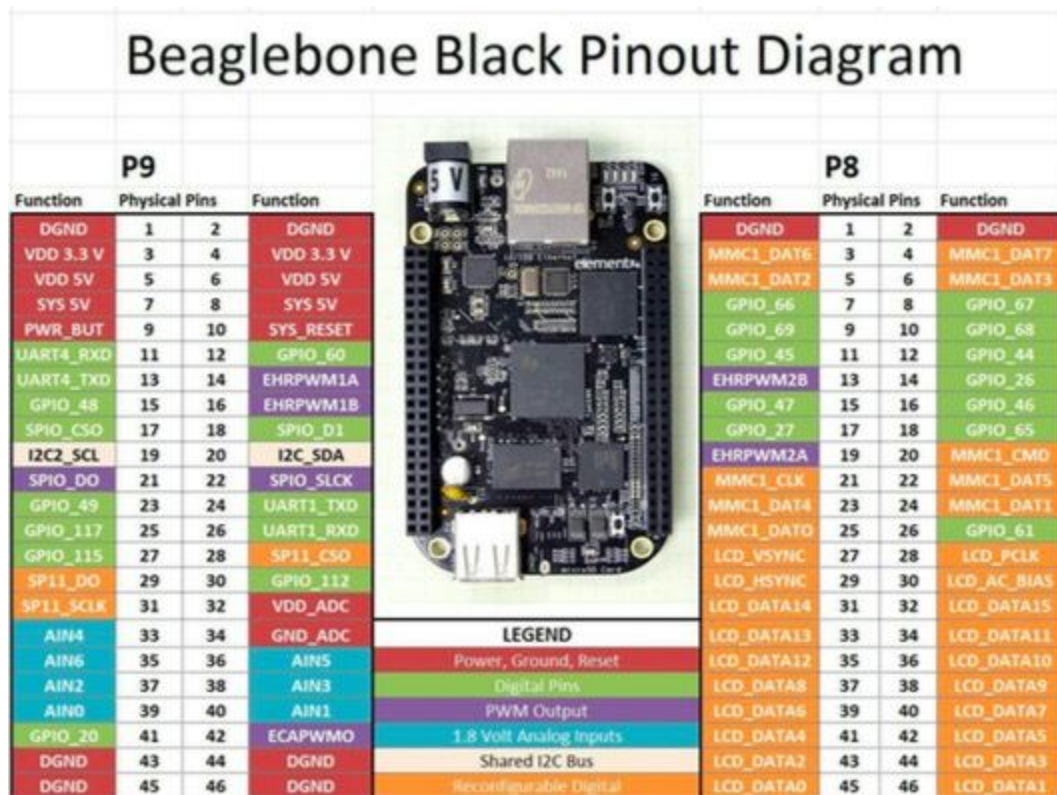 Beaglebone Black Pinout Diagram
P9 P8
Function Physical Pins Function Function Physical Pins Function
DGND 1 2 DGND DGND 1 2 DGND
VDD 3.3 V 3 4 VDD 3.3 V MMC1_DAT6 3 4 MMC1_DAT7
VDD 5V 5 6 VDD 5V MMC1_DAT2 5 6 MMC1_DAT3
SYS 5V 7 8 SYS 5V GPIO_66 7 8 GPIO_67
PWR_BUT 9 10 SYS_RESET GPIO_69 9 10 GPIO_68
UART4_RXD 11 12 GPIO_60 GPIO_45 11 12 GPIO_44
UART4_TXD 13 14 EHRPWM1A EHRPWM2B 13 14 GPIO_26
GPIO_48 15 16 EHRPWM1B GPIO_47 15 16 GPIO_46
SPIO_CSO 17 18 SPIO_D1 GPIO_27 17 18 GPIO_65
I2C2_SCL 19 20 I2C_SDA EHRPWM2A 19 20 MMC1_CMD
SPIO_DO 21 22 SPIO_SLCK MMC1_CLK 21 22 MMC1_DAT5
GPIO_49 23 24 UART1_TXD MMC1_DAT4 23 24 MMC1_DAT1
GPIO_117 25 26 UART1_RXD MMC1_DATO 25 26 GPIO_61
GPIO_115 27 28 SP11_CSO LCD_VSYNC 27 28 LCD_PCLK
SP11_DO 29 30 GPIO_112 LCD_HSYNC 29 30 LCD_AC_BIAS
SP11_SCLK 31 32 VDD_ADC LCD_DATA14 31 32 LCD_DATA15
AIN4 33 34 GND_ADC LCD_DATA13 33 34 LCD_DATA11
AIN6 35 36 AIN5 LCD_DATA12 35 36 LCD_DATA10
AIN2 37 38 AIN3 LCD_DATA8 37 38 LCD_DATA9
AIN0 39 40 AIN1 LCD_DATA6 39 40 LCD_DATA7
GPIO_20 41 42 ECAPWMO LCD_DATA4 41 42 LCD_DATA5
DGND 43 44 DGND LCD_DATA2 43 44 LCD_DATA3
DGND 45 46 DGND LCD_DATA0 45 46 LCD_DATA1
5 V
element14
microSD Card
LEGEND
Power, Ground, Reset
Digital Pins
PWM Output
1.8 Volt Analog Inputs
Shared I2C Bus
Reconfigurable Digital